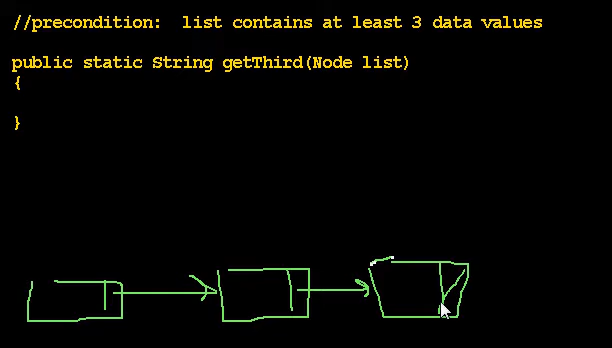 //precondition:  list contains at least 3 data values
public static String getThird(Node list)
{
}